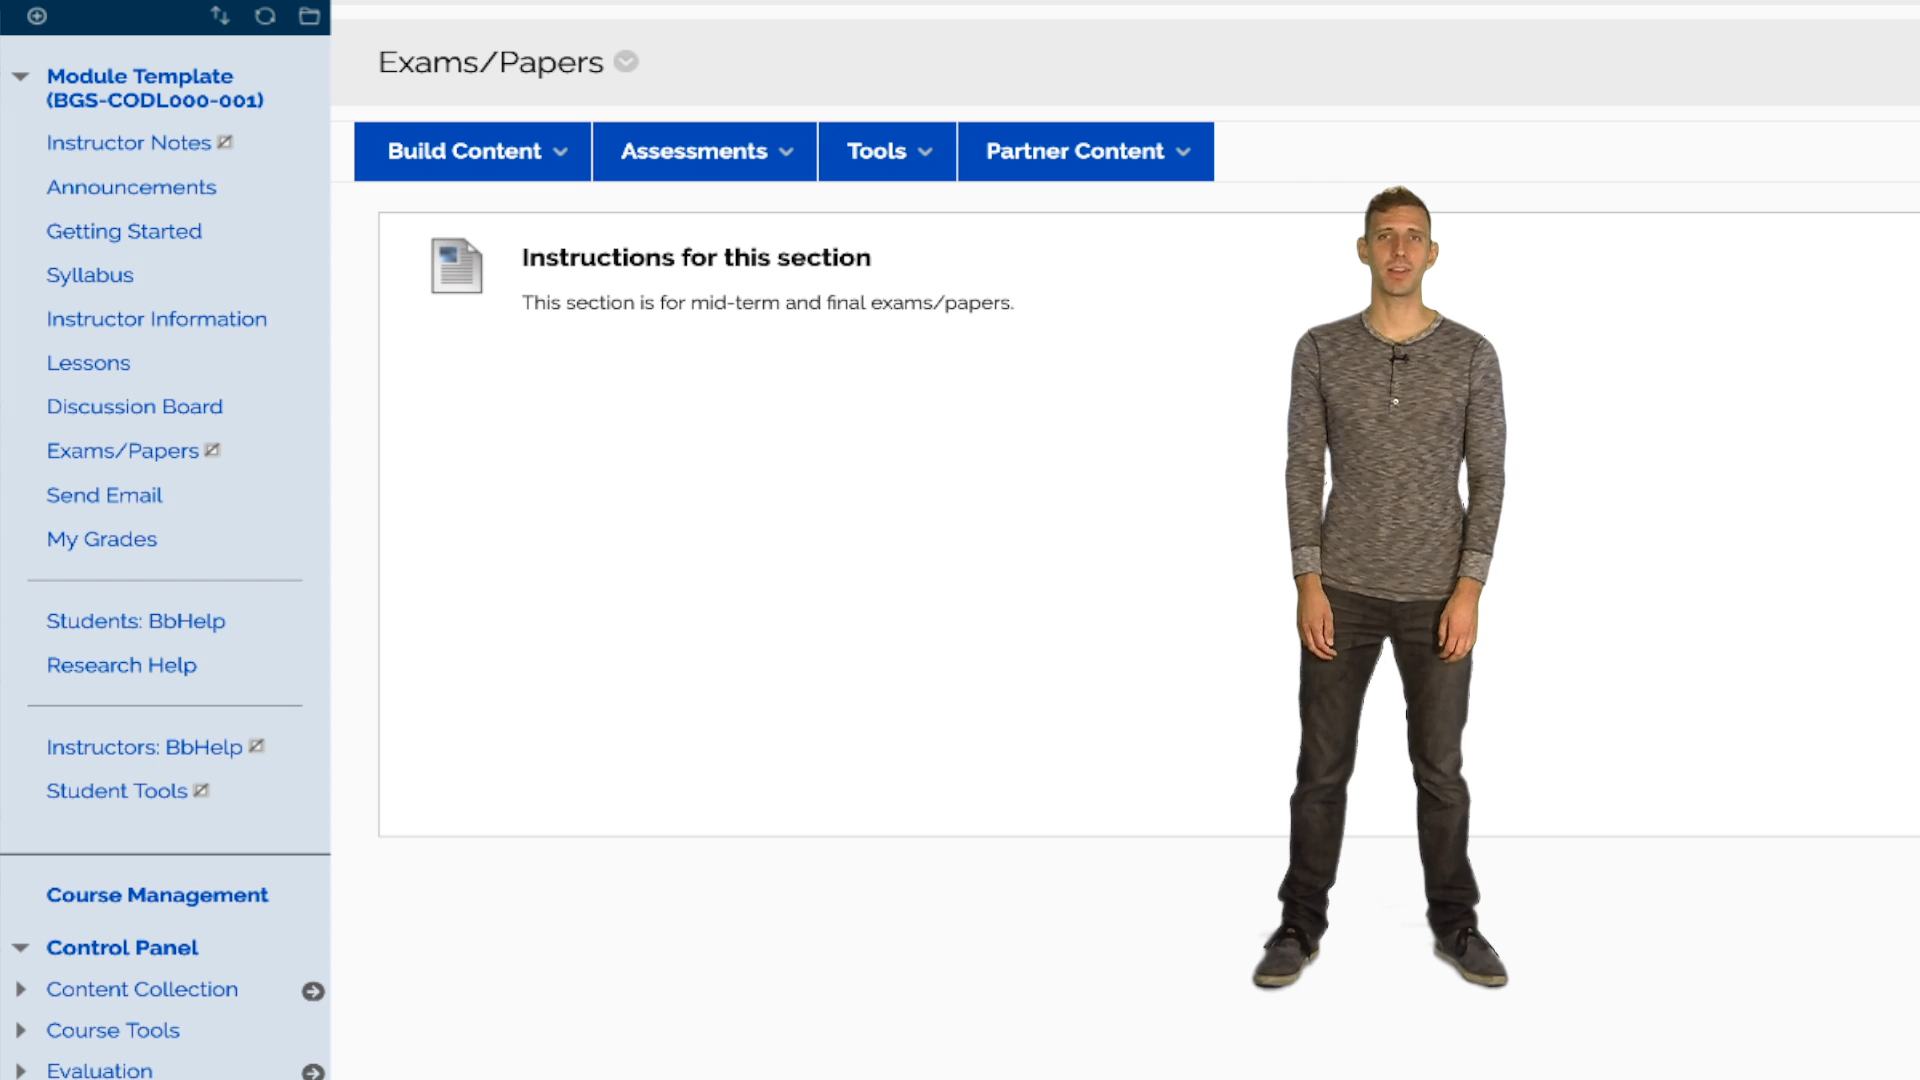 Module Template
(BGS-CODL000-001)
Instructor Notes
Announcements
Getting Started
Syllabus
Instructor Information
Lessons
Discussion Board
Exams/Papers
Send Email
My Grades
Students: BbHelp
Research Help
Instructors: BbHelp
Student Tools
Course Management
Control Panel
Content Collection
Course Tools
Evaluation
Exams/Papers
Build Content
Assessments
Tools
Partner Content
Instructions for this section
This section is for mid-term and final exams/papers.